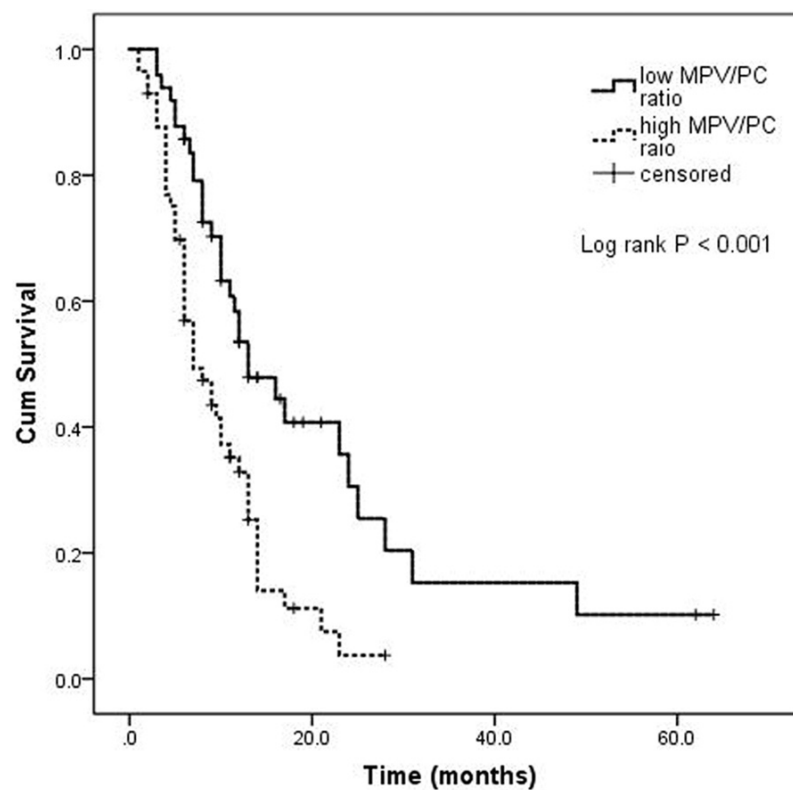 1.0
0.8
0.6
0.4
0.2
0.0
Cum Survival
low MPV/PC
ratio
high MPV/PC
raio
censored
Log rank P < 0.001
.0
20.0
40.0
60.0
Time (months)